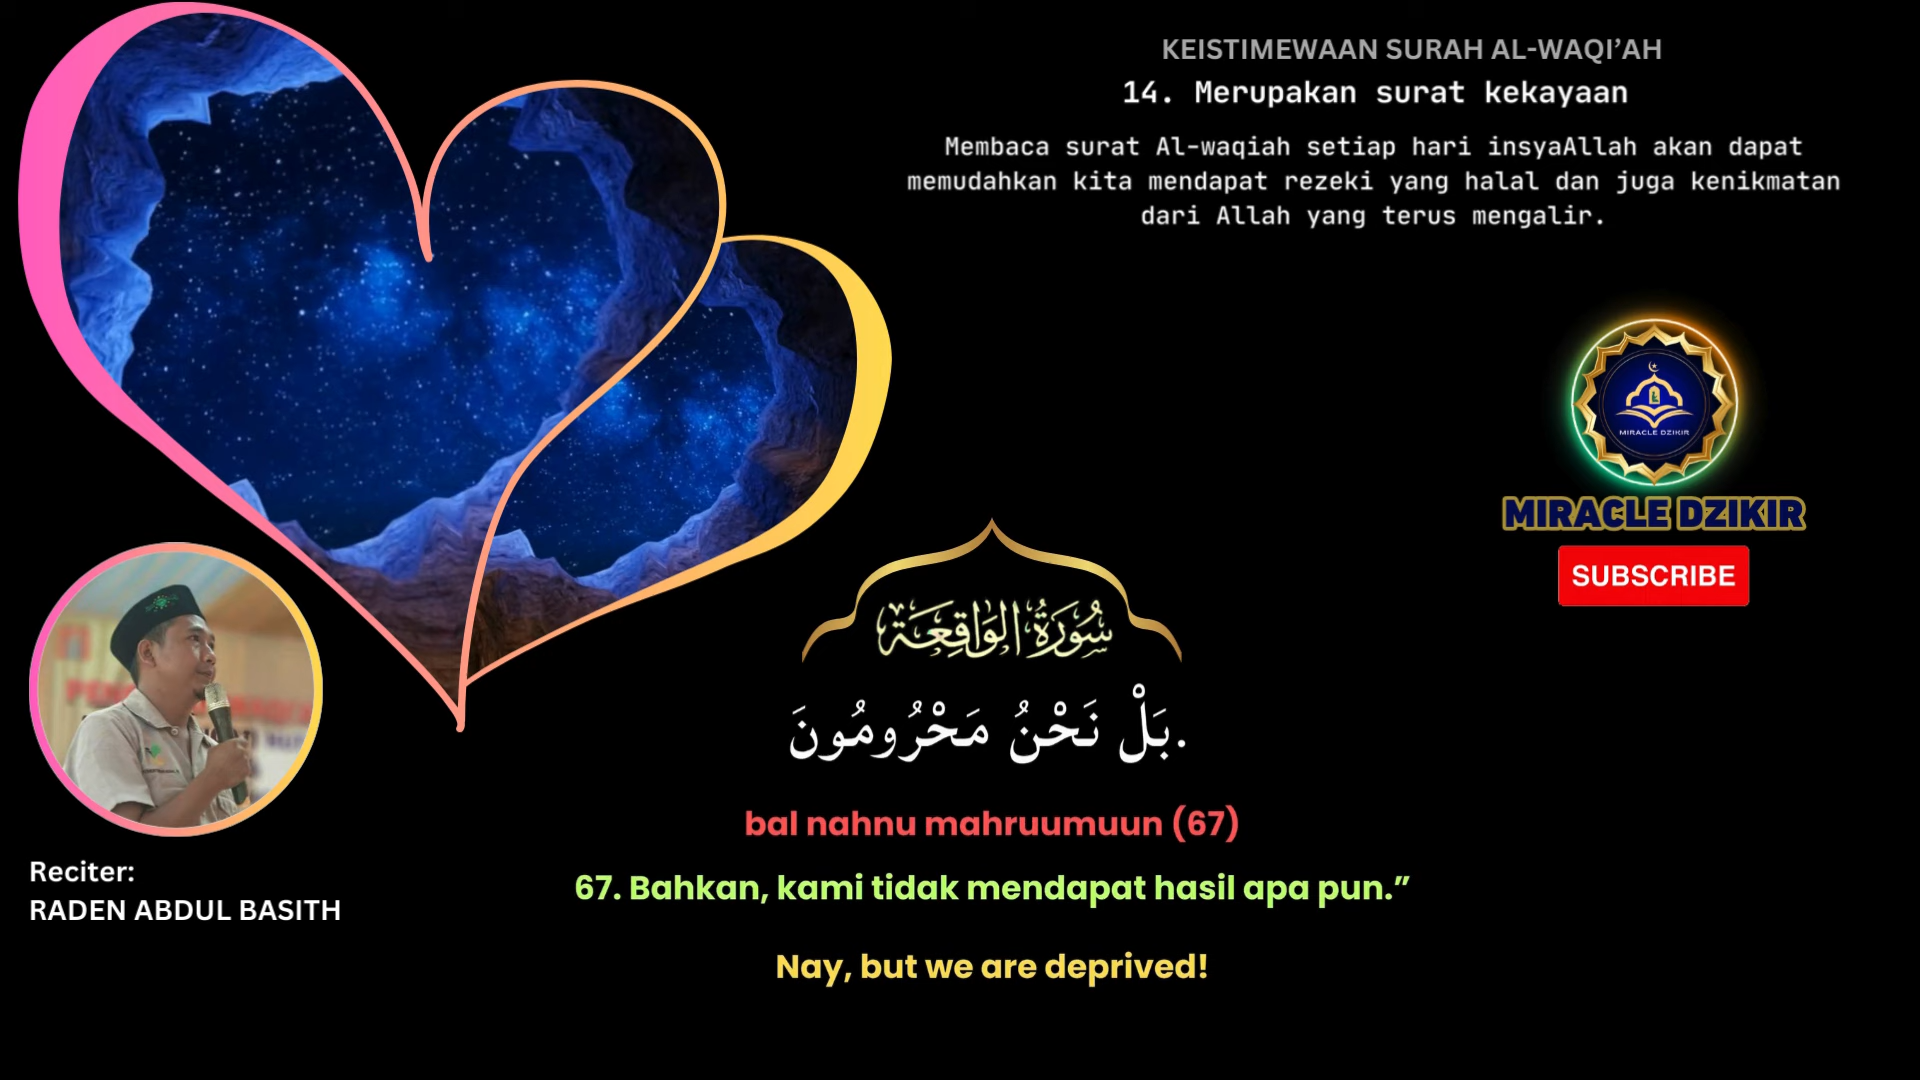 KEISTIMEWAAN SURAH AL-WAQI’AH
14. Merupakan surat kekayaan
Membaca surat Al-waqiah setiap hari insyaAllah akan dapat
memudahkan kita mendapat rezeki yang halal dan juga kenikmatan
dari Allah yang terus mengalir.
MIRACLE DZIKIR
MIRACLE DZIKIR
SUBSCRIBE
سُورَةُ الوَاقِعَة
بَلْ نَحْنُ مَحْرُومُونَ.
bal nahnu mahruumuun (67)
67. Bahkan, kami tidak mendapat hasil apa pun.”
Nay, but we are deprived!
Reciter:
RADEN ABDUL BASITH